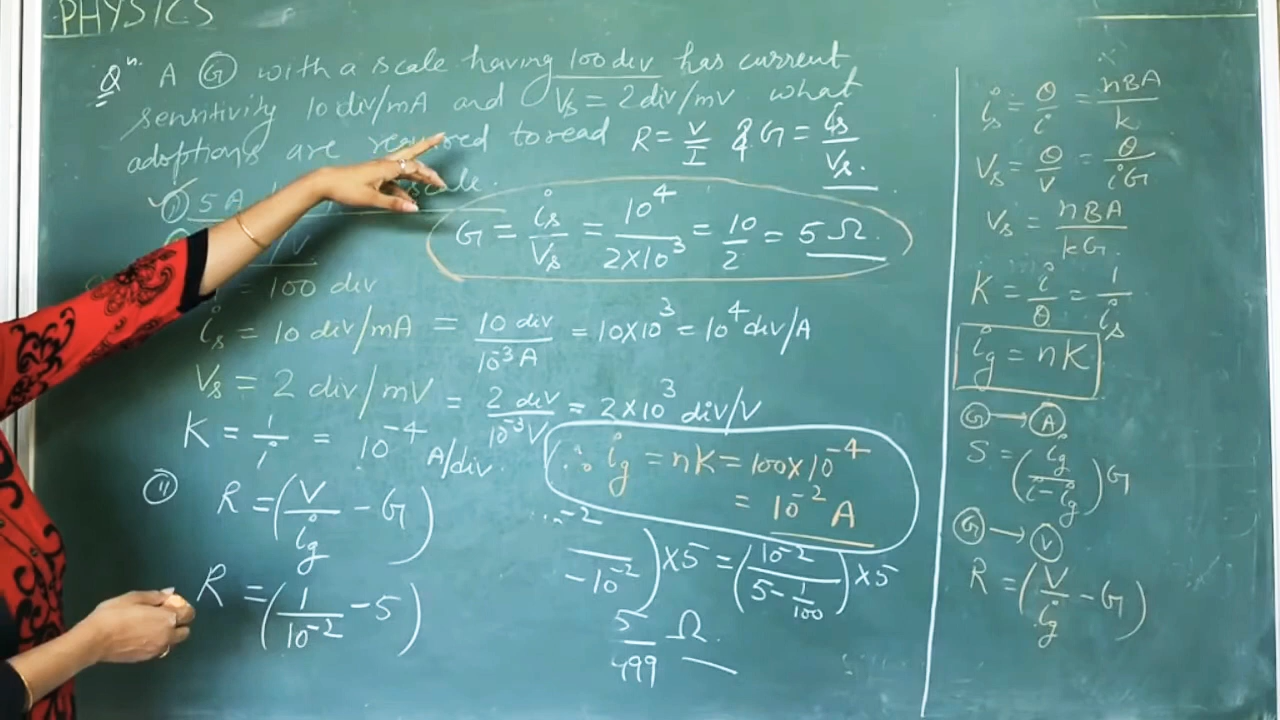 PHYSICS
Qn. A G with a scale having 100 div has current
sensitivity 10 div/mA and Vs = 2 div/mv what
adoptions are required to read R = V/I & G = is/Vs
① 5A scale.
/ V
G = is/Vs = 10^4/2×10^3 = 10/2 = 5 Ω
= 100 div
is = 10 div/mA = 10 div/10^-3 A = 10×10^3 = 10^4 div/A
Vs = 2 div/mV = 2 div/10^-3 V = 2×10^3 div/V
K = 1/i = 10^-4 A/div.
∴ ig = nK = 100×10^-4
= 10^-2 A
② R = (V/ig - G)
R = (1/10^-2 - 5)
-10^-2) ×5 = (10^-2/5 - 1/100) ×5
5/499 Ω
is = θ/i = nBA/k
Vs = θ/v = θ/iG
Vs = nBA/kG
K = i/θ = 1/is
ig = nK
G → A
S = (ig/i-ig) G
G → V
R = (V/ig - G)